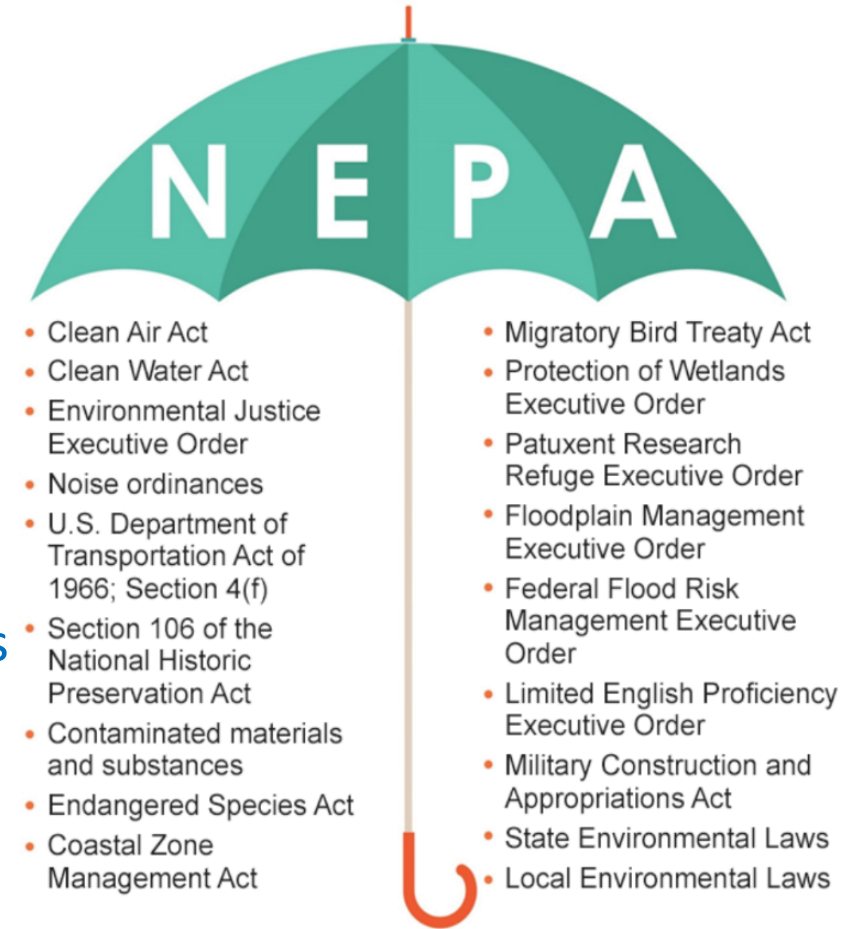 N E P A
• Clean Air Act
• Clean Water Act
• Environmental Justice
Executive Order
• Noise ordinances
• U.S. Department of
Transportation Act of
1966; Section 4(f)
• Section 106 of the
National Historic
Preservation Act
• Contaminated materials
and substances
• Endangered Species Act
• Coastal Zone
Management Act
• Migratory Bird Treaty Act
• Protection of Wetlands
Executive Order
• Patuxent Research
Refuge Executive Order
• Floodplain Management
Executive Order
• Federal Flood Risk
Management Executive
Order
• Limited English Proficiency
Executive Order
• Military Construction and
Appropriations Act
• State Environmental Laws
• Local Environmental Laws